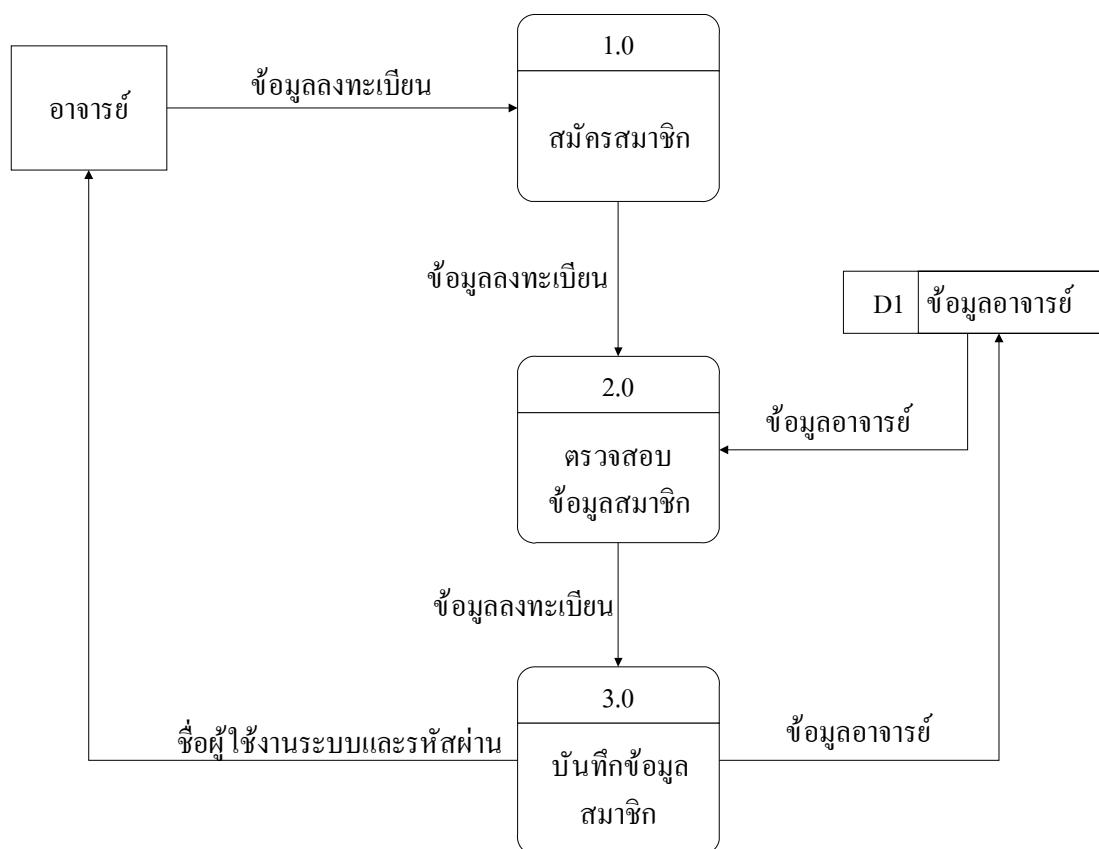 1.0
อาจารย์
ข้อมูลลงทะเบียน
สมัครสมาชิก
ข้อมูลลงทะเบียน
D1 ข้อมูลอาจารย์
2.0
ข้อมูลอาจารย์
ตรวจสอบ
ข้อมูลสมาชิก
ข้อมูลลงทะเบียน
3.0
ชื่อผู้ใช้งานระบบและรหัสผ่าน
ข้อมูลอาจารย์
บันทึกข้อมูล
สมาชิก